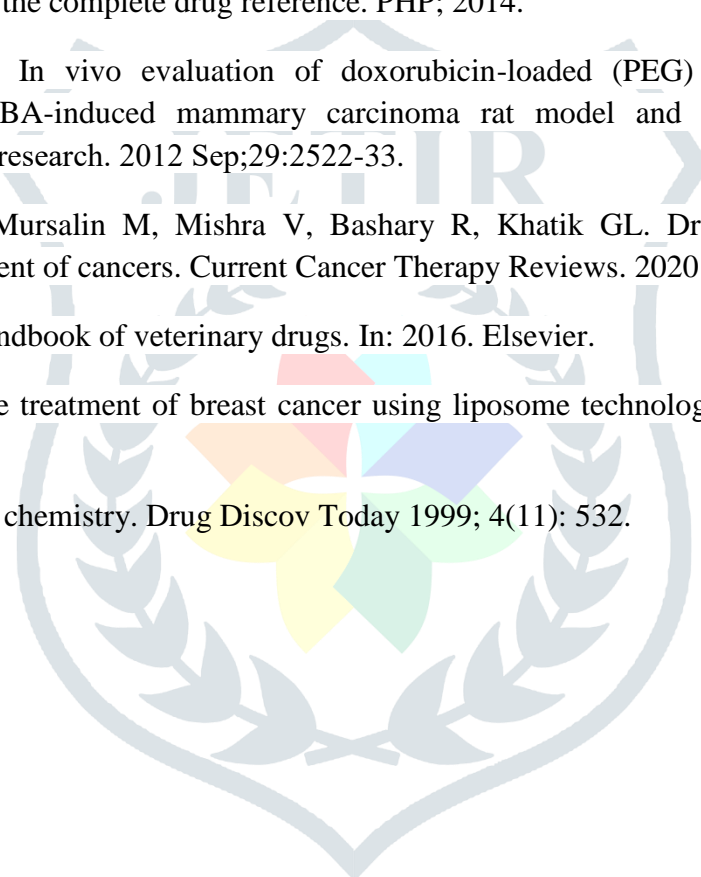 the complete drug reference. PHP; 2014.
In vivo evaluation of doxorubicin-loaded (PEG)
BA-induced mammary carcinoma rat model and
research. 2012 Sep;29:2522-33.
JETIR
Mursalin M, Mishra V, Bashary R, Khatik GL. Dr
ent of cancers. Current Cancer Therapy Reviews. 2020
ndbook of veterinary drugs. In: 2016. Elsevier.
e treatment of breast cancer using liposome technolog
chemistry. Drug Discov Today 1999; 4(11): 532.